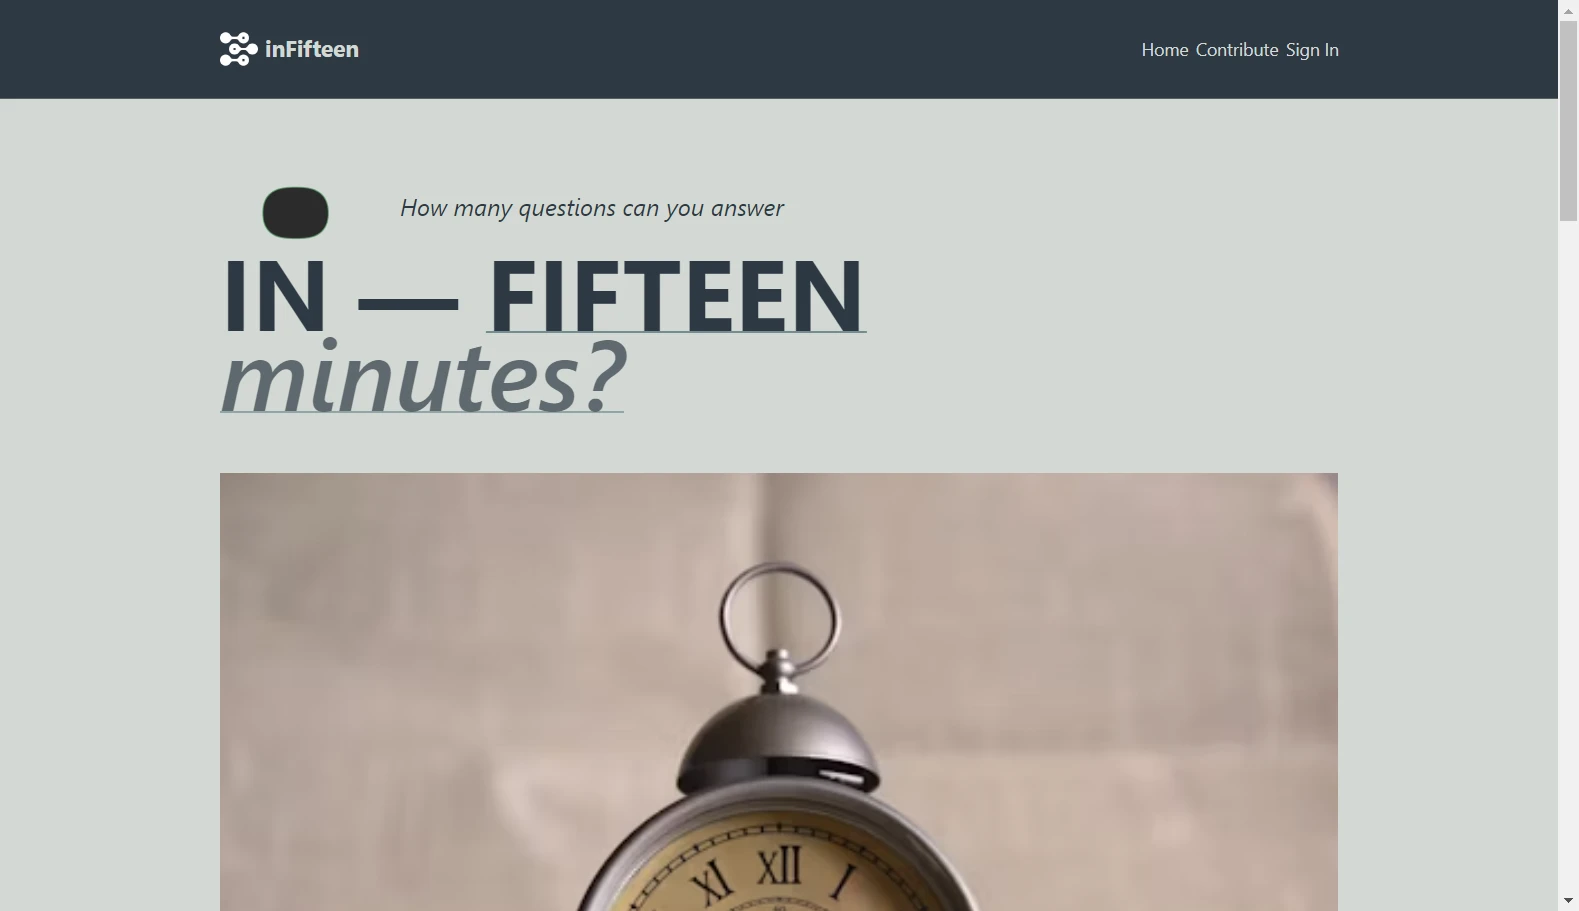 inFifteen
Home Contribute Sign In
How many questions can you answer
IN — FIFTEEN
minutes?
XI XII I